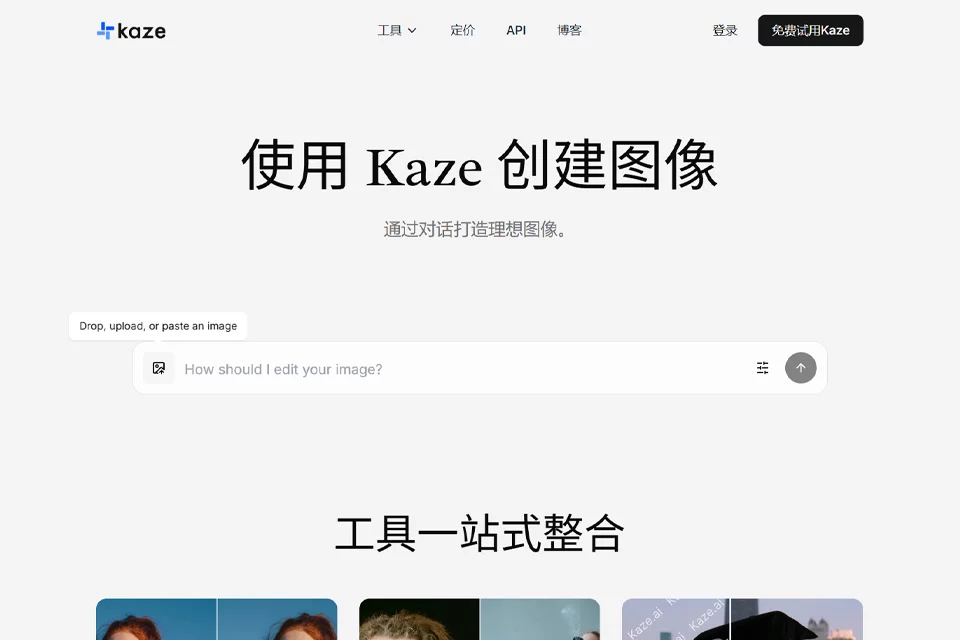 kaze
工具
定价
API
博客
登录
免费试用Kaze
使用 Kaze 创建图像
通过对话打造理想图像。
Drop, upload, or paste an image
How should I edit your image?
工具一站式整合
Kaze.ai
Kaze.ai